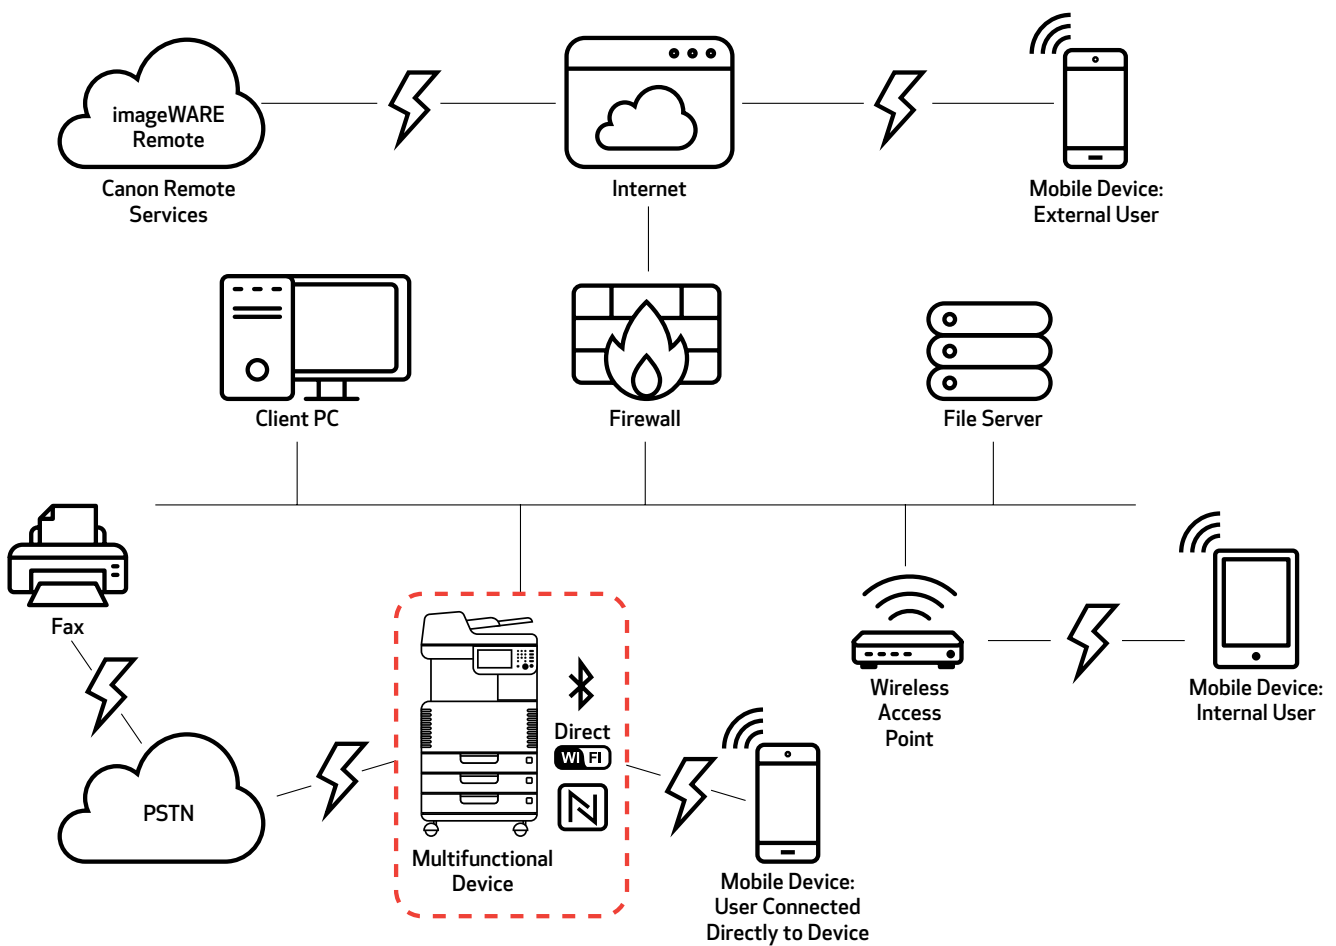 imageWARE
Remote
Canon Remote
Services
Internet
Mobile Device:
External User
Client PC
Firewall
File Server
Fax
PSTN
Direct
WI FI
Multifunctional
Device
Wireless
Access
Point
Mobile Device:
Internal User
Mobile Device:
User Connected
Directly to Device